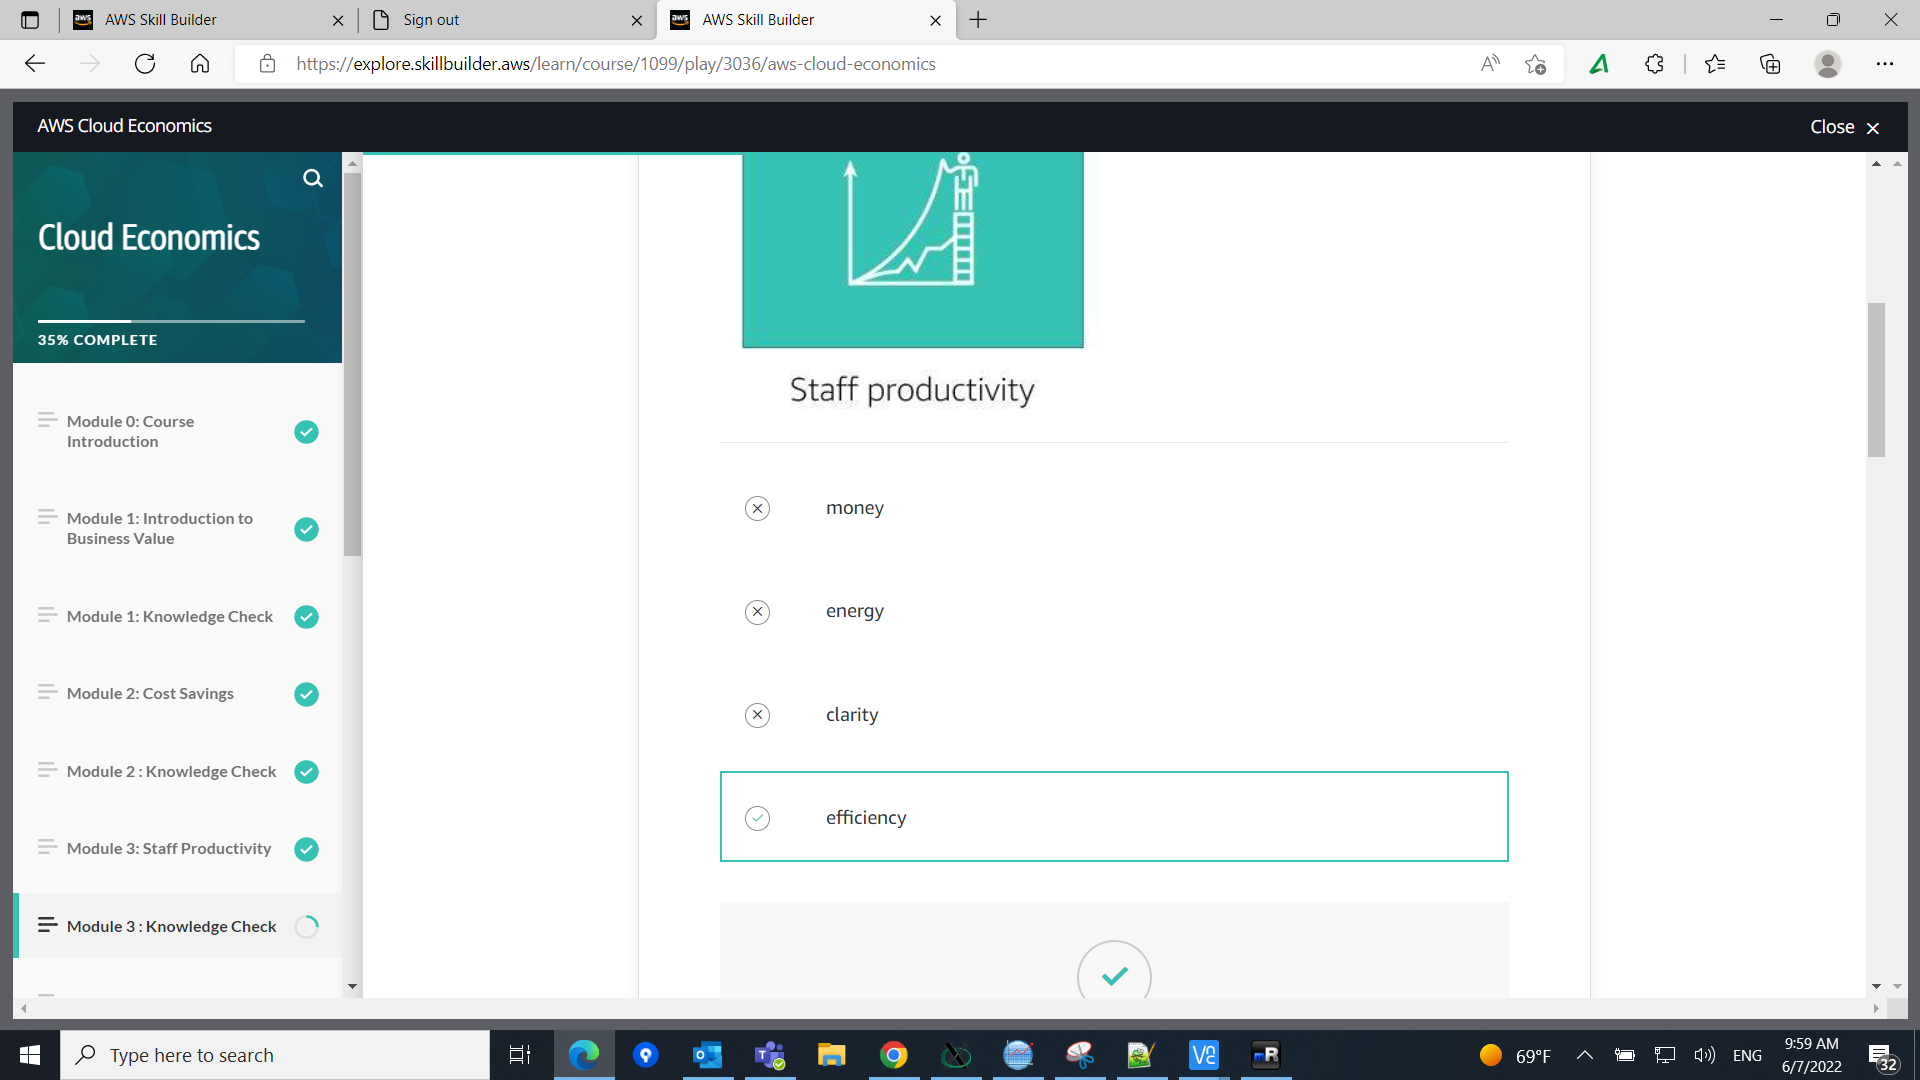 AWS Skill Builder
Sign out
AWS Skill Builder
https://explore.skillbuilder.aws/learn/course/1099/play/3036/aws-cloud-economics
AWS Cloud Economics
Close
Cloud Economics
35% COMPLETE
Module 0: Course
Introduction
Module 1: Introduction to
Business Value
Module 1: Knowledge Check
Module 2: Cost Savings
Module 2 : Knowledge Check
Module 3: Staff Productivity
Module 3 : Knowledge Check
Staff productivity
money
energy
clarity
efficiency
Type here to search
69°F
ENG
9:59 AM
6/7/2022
32